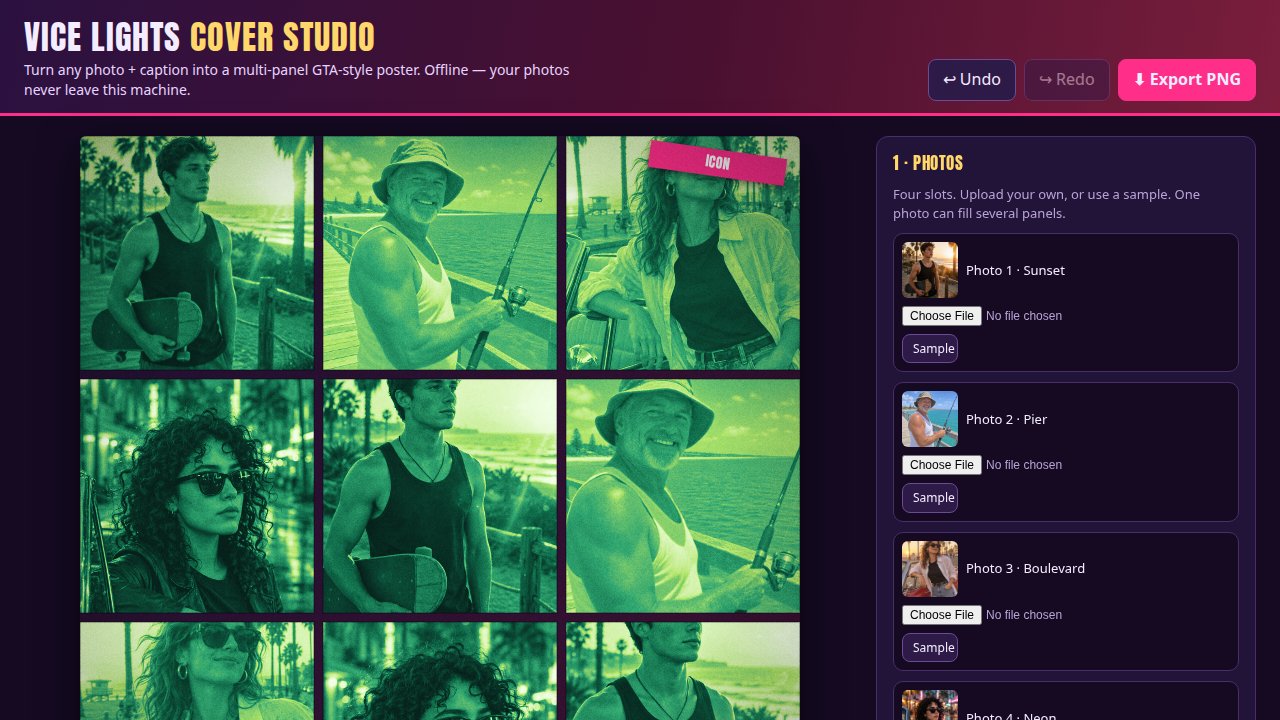 VICE LIGHTS COVER STUDIO
Turn any photo + caption into a multi-panel GTA-style poster. Offline — your photos
never leave this machine.
↩ Undo
↪ Redo
⬇ Export PNG
ICON
1 · PHOTOS
Four slots. Upload your own, or use a sample. One
photo can fill several panels.
Photo 1 · Sunset
Choose File No file chosen
Sample
Photo 2 · Pier
Choose File No file chosen
Sample
Photo 3 · Boulevard
Choose File No file chosen
Sample
Photo 4 · Neon